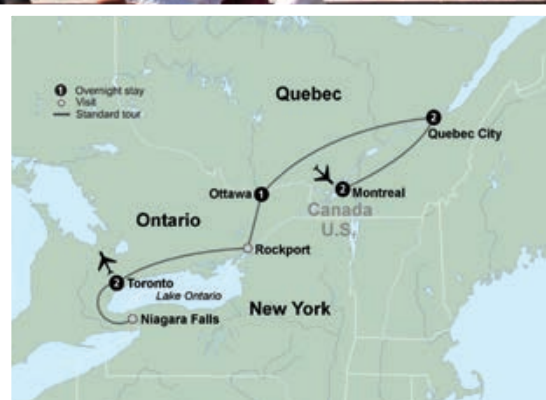 1 Overnight stay
Visit
Standard tour
Quebec
2
Quebec City
Ottawa 1
2 Montreal
Canada
U.S.
Ontario
Rockport
2 Toronto
Lake Ontario
New York
Niagara Falls